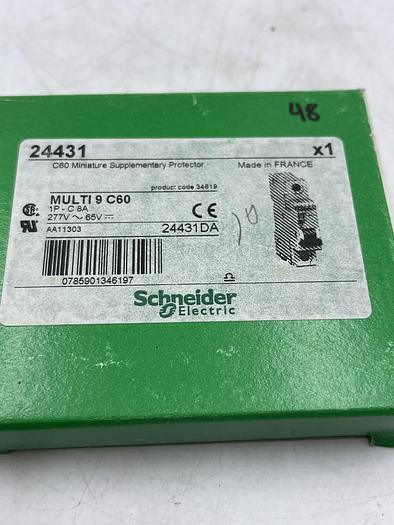 48
24431 x1
C60 Miniature Supplementary Protector Made in FRANCE
product code 34619
MULTI 9 C60
1P - C 8A
277V ~ 65V ⎓
CE
AA11303 24431DA
0785901346197
Schneider
Electric